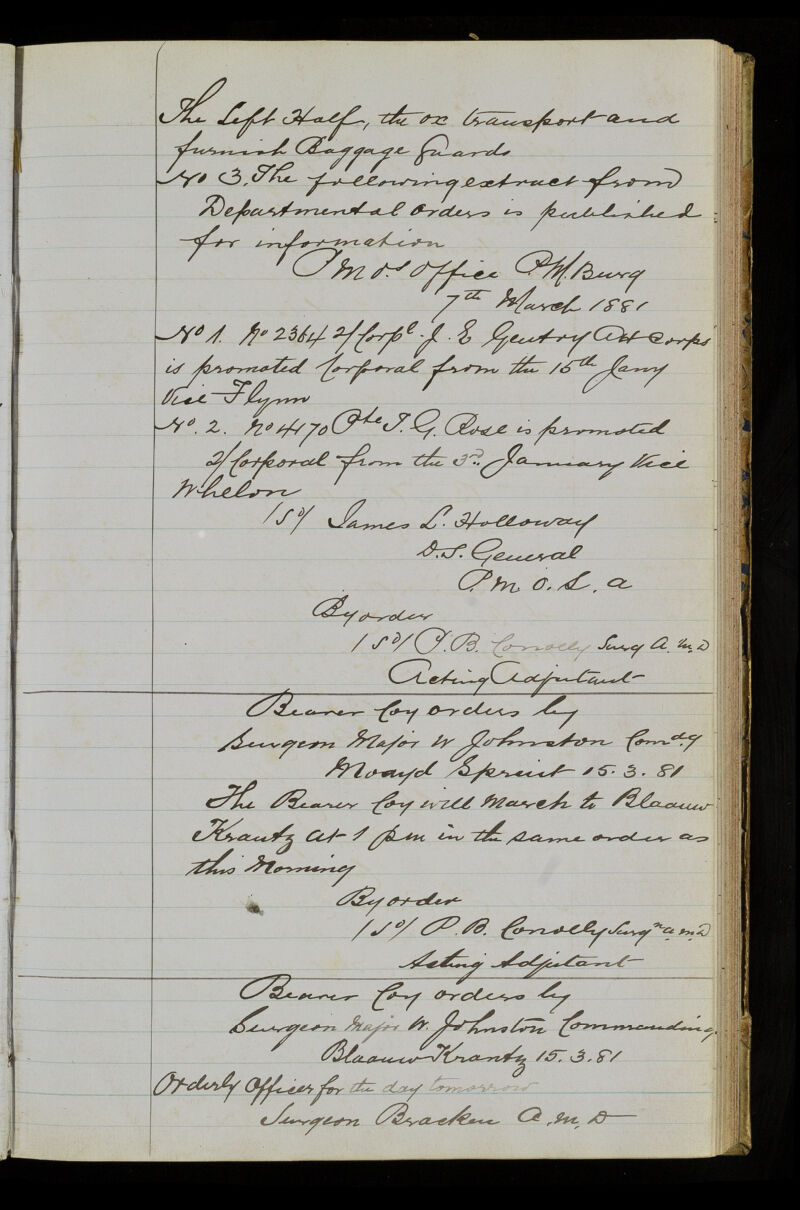 The Left Half, the ox transport and
furnish Baggage Guards
No 3. The following extract from
Departmental orders is published
for information
P M O.s Office P. M. Burg
7th March 1881
No 1. No 2364 2/Corpl J. E Gentry AH Corps
is promoted Corporal from the 15th Jany
Vice Flynn
No. 2. No 4170 Pte T. G. Rose is promoted
2/Corporal from the 3rd January Vice
Whelon
/sd/ James L. Holloway
D. S. General
P. M O. S. A
By order
/sd/ P. B. Conolly Surg A. M. D
Acting Adjutant
Bearer Coy orders by
Surgeon Major W Johnston Comdg
Mooyd Spruit 15. 3. 81
The Bearer Coy will March to Blaauw
Krantz at 1 pm in the same order as
this Morning
By order
/sd/ P. B. Conolly Surgn a. m. D
Acting Adjutant
Bearer Coy orders by
Surgeon Major W. Johnston Commanding
Blaauw Krantz 15. 3. 81
Orderly Officer for the day tomorrow
Surgeon Bracken A. M. D